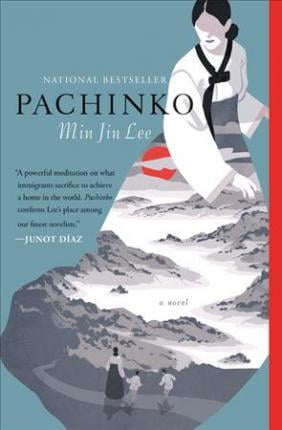 NATIONAL BESTSELLER
PACHINKO
Min Jin Lee
"A powerful meditation on what
immigrants sacrifice to achieve
a home in the world. Pachinko
confirms Lee's place among
our finest novelists."
—JUNOT DÍAZ
a novel